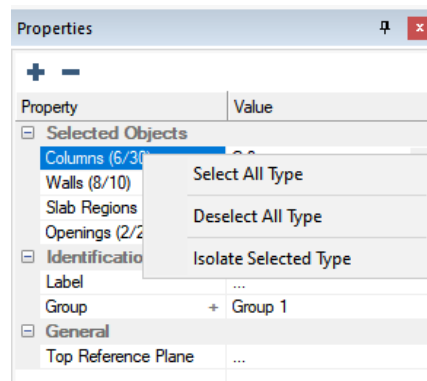 Properties
Property Value
Selected Objects
Columns (6/30)
Select All Type
Walls (8/10)
Slab Regions
Deselect All Type
Openings (2/2
Identificatio
Isolate Selected Type
Label ...
Group + Group 1
General
Top Reference Plane ...